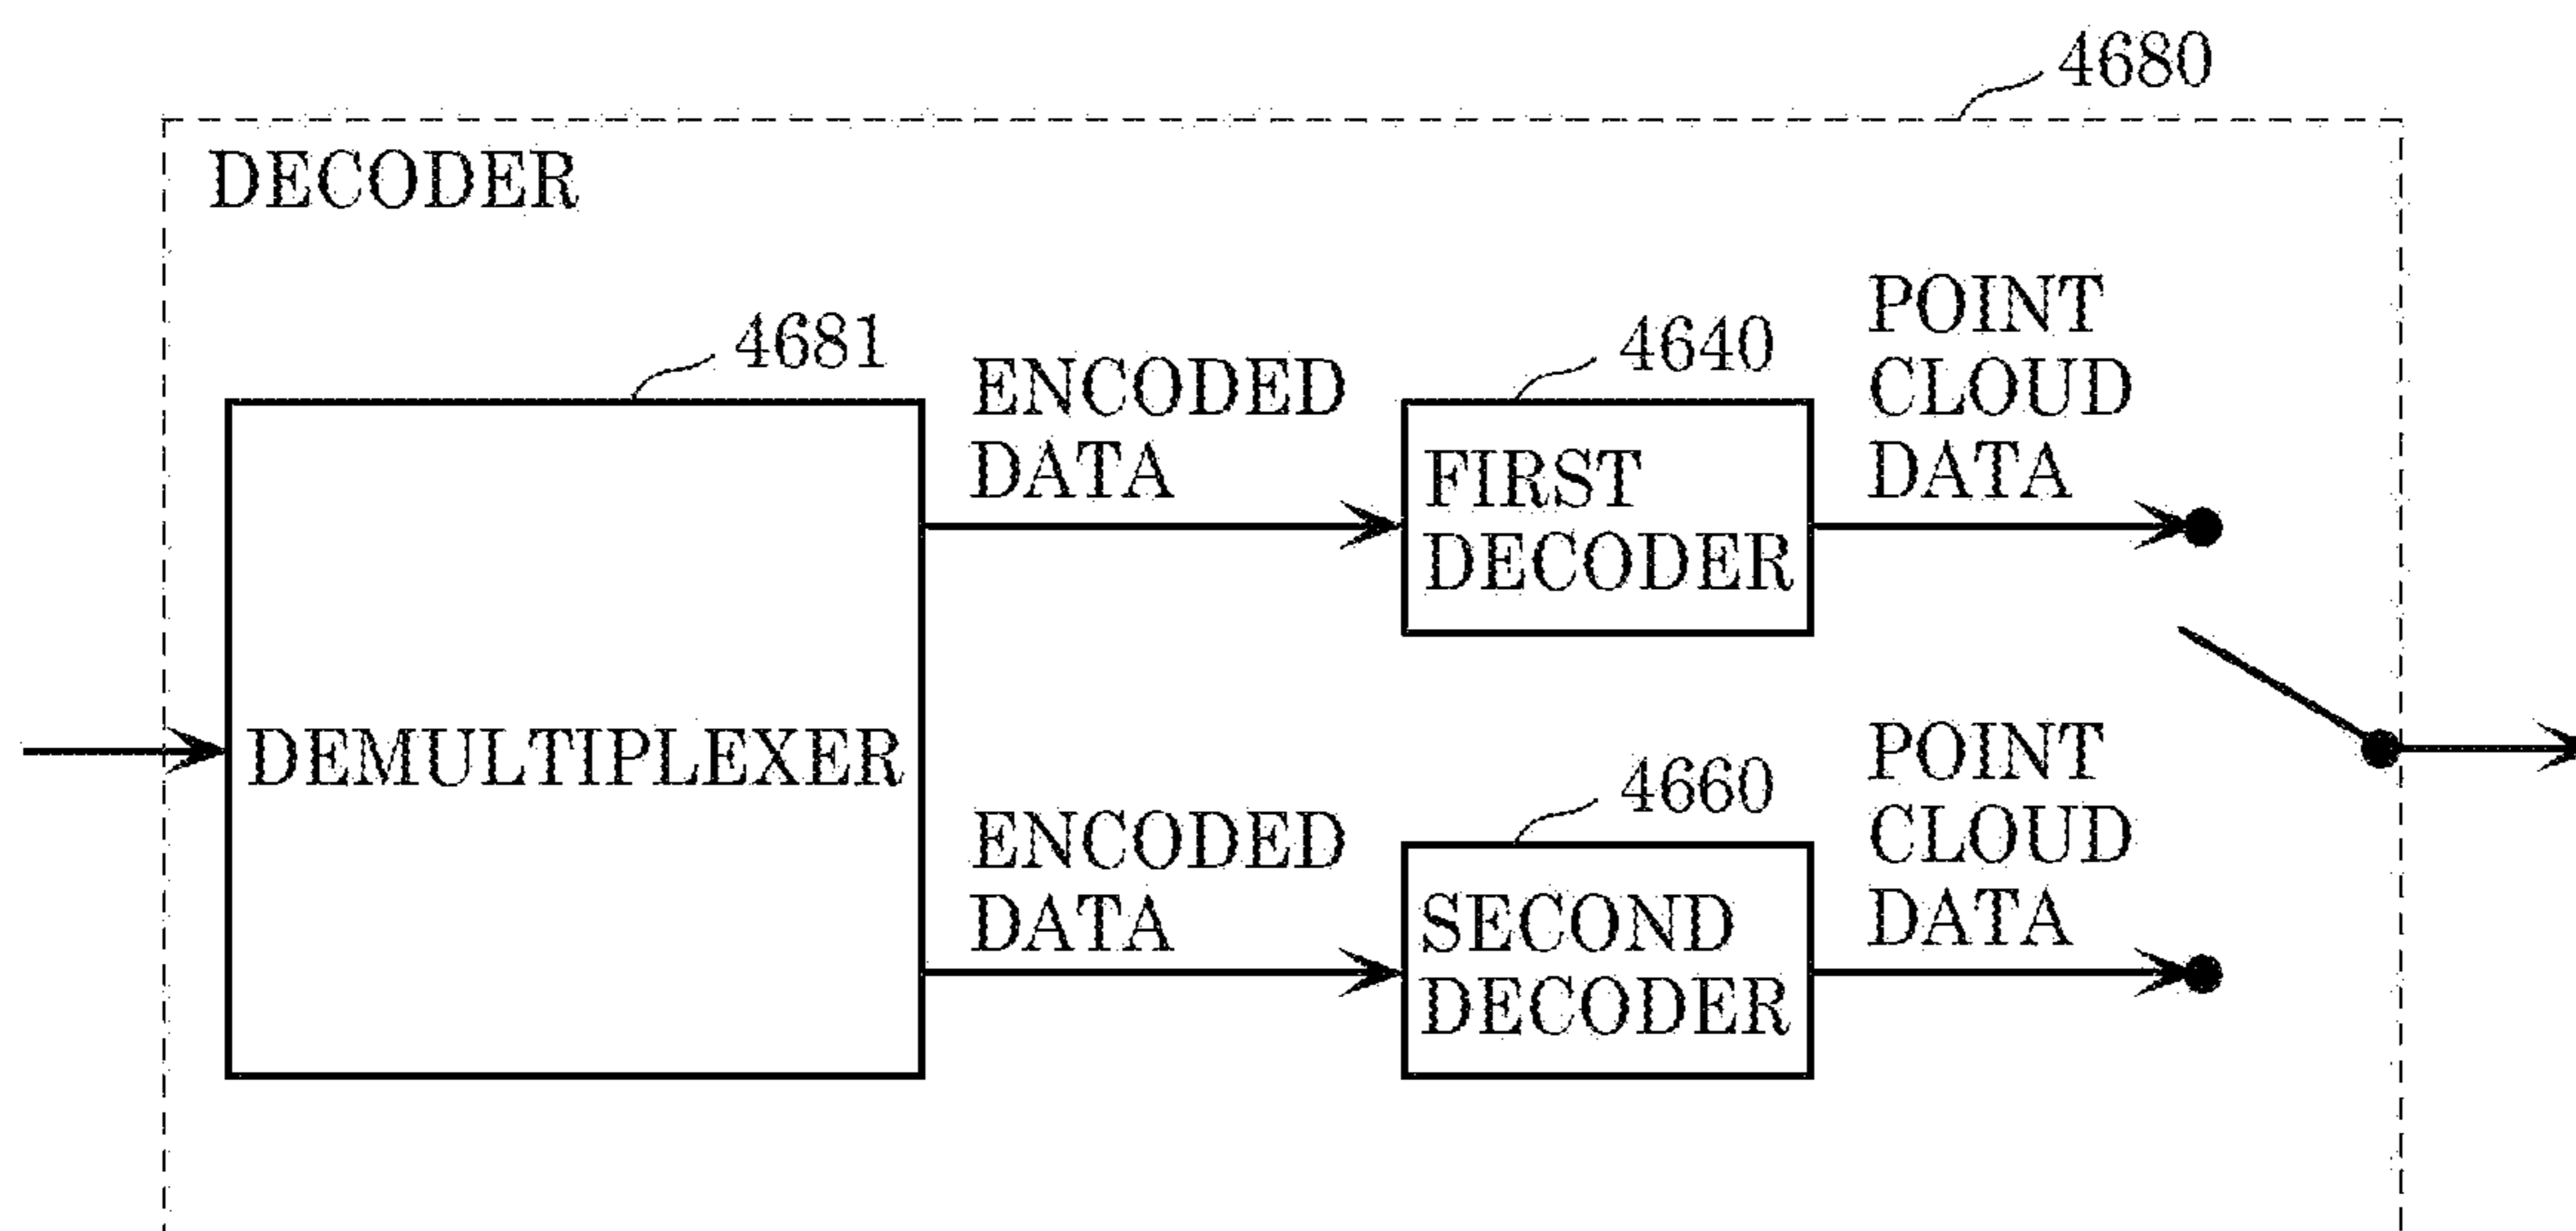 4680
DECODER
4681
ENCODED
DATA
4640
POINT
CLOUD
DATA
FIRST
DECODER
DEMULTIPLEXER
ENCODED
DATA
4660
POINT
CLOUD
DATA
SECOND
DECODER